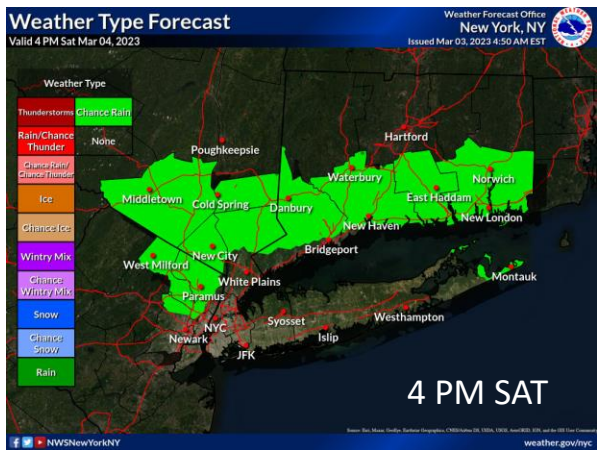 Weather Type Forecast
Valid 4 PM Sat Mar 04, 2023
Weather Forecast Office
New York, NY
Issued Mar 03, 2023 4:50 AM EST
Weather Type
Thunderstorms
Chance Rain
Rain/Chance
Thunder
None
Chance Rain/
Chance Thunder
Ice
Chance Ice
Wintry Mix
Chance
Wintry Mix
Snow
Chance
Snow
Rain
Hartford
Poughkeepsie
Waterbury
Norwich
Middletown
Cold Spring
Danbury
East Haddam
New Haven
New London
West Milford
New City
Bridgeport
White Plains
Montauk
Paramus
NYC
Syosset
Westhampton
Newark
Islip
JFK
4 PM SAT
NWSNewYorkNY
weather.gov/nyc